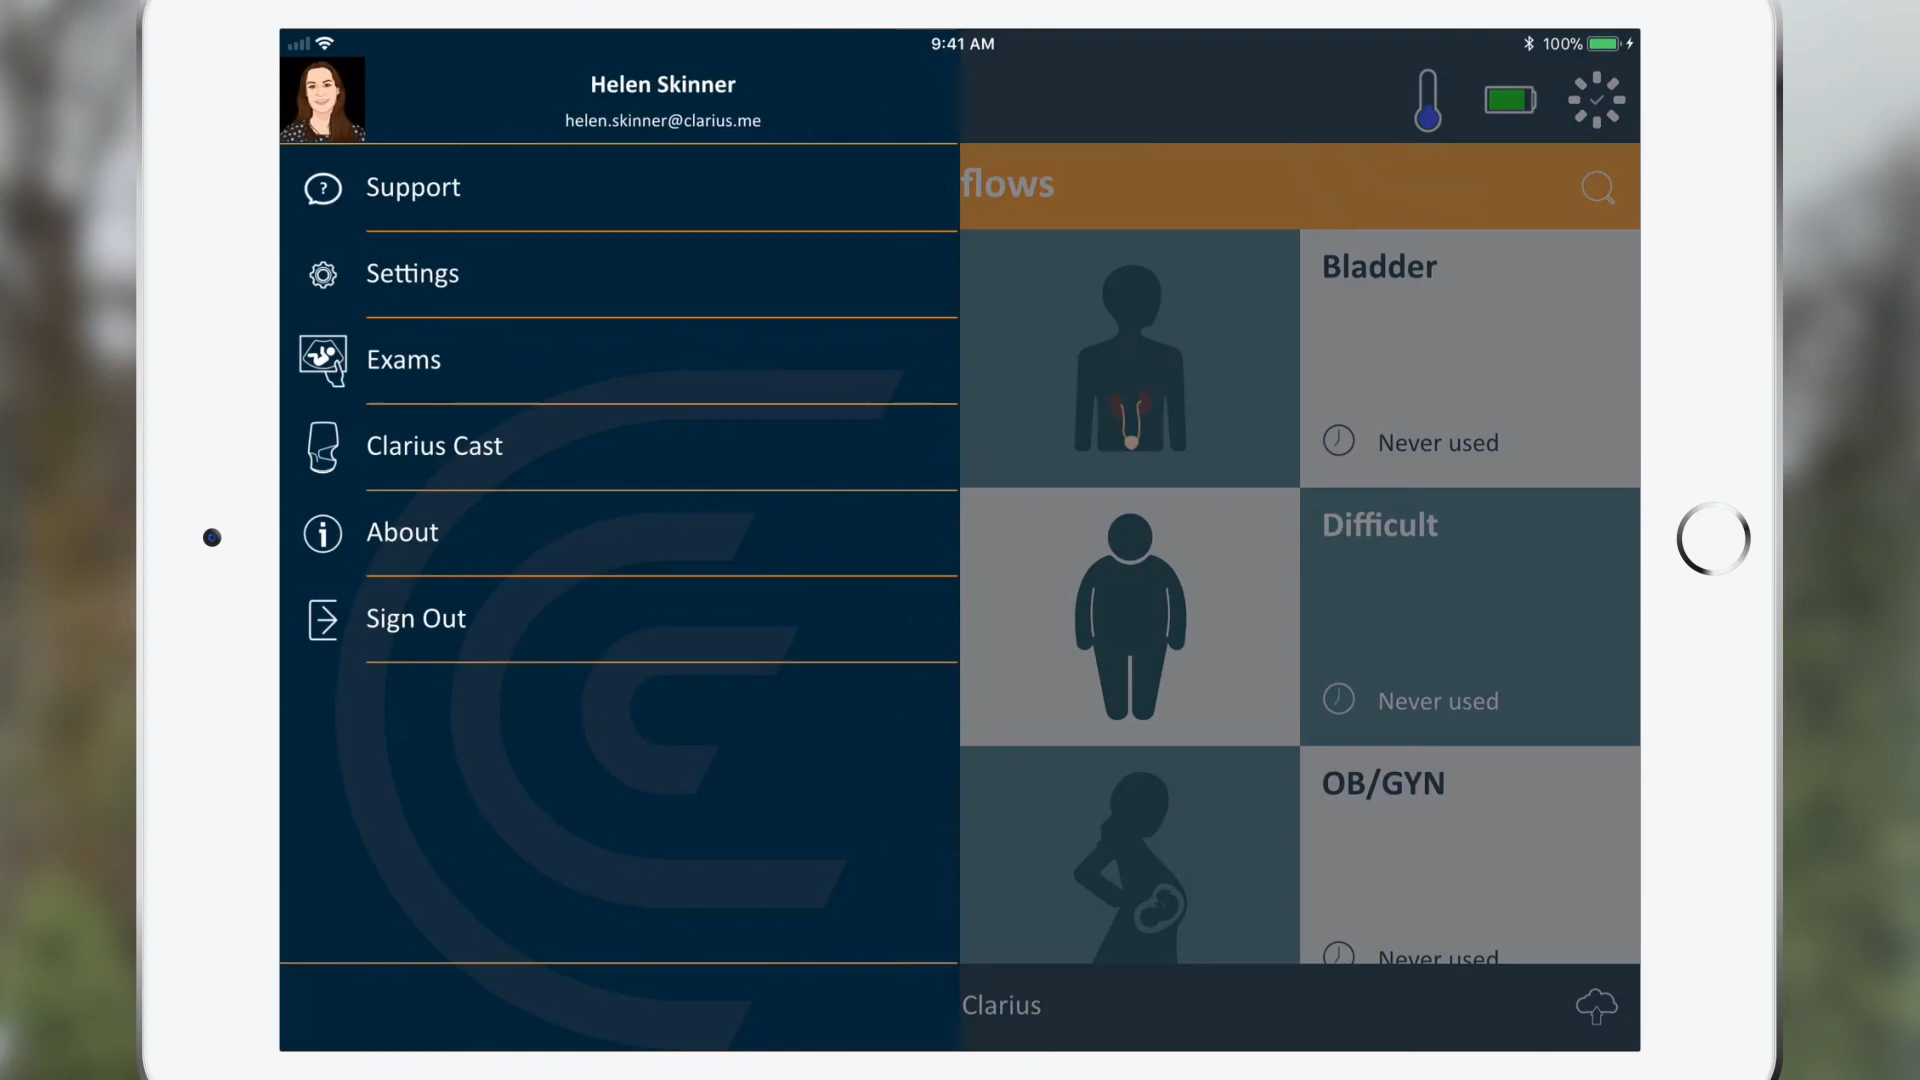 9:41 AM
100%
Helen Skinner
helen.skinner@clarius.me
Support
Settings
Exams
Clarius Cast
About
Sign Out
flows
Bladder
Never used
Difficult
Never used
OB/GYN
Never used
Clarius